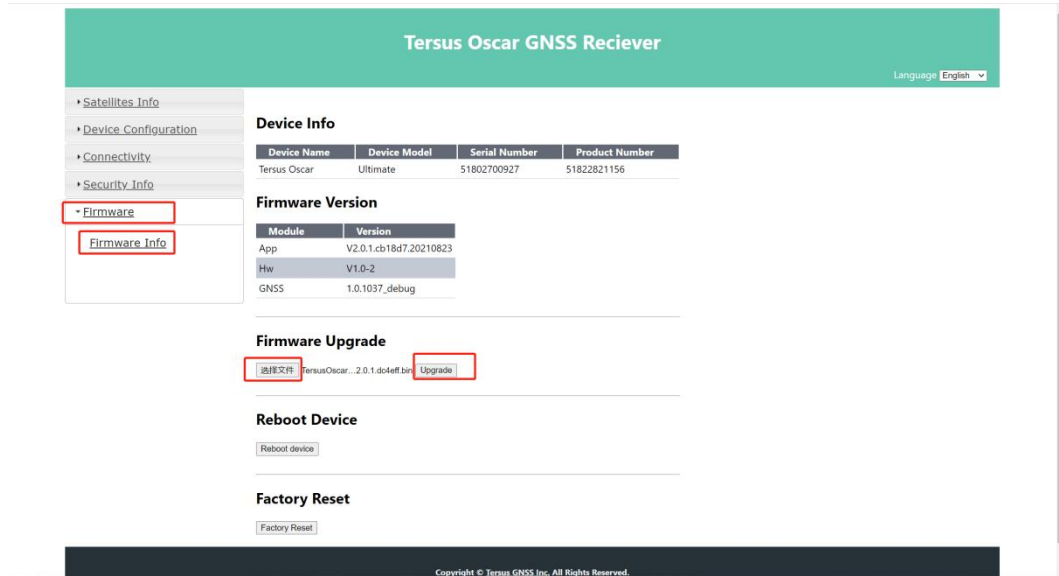 Tersus Oscar GNSS Reciever
Language English
Satellites Info
Device Configuration
Connectivity
Security Info
Firmware
Firmware Info
Device Info
Device Name Device Model Serial Number Product Number
Tersus Oscar Ultimate 51802700927 51822821156
Firmware Version
Module Version
App V2.0.1.cb18d7.20210823
Hw V1.0-2
GNSS 1.0.1037_debug
Firmware Upgrade
选择文件 TersusOscar...2.0.1.do4eff.bin Upgrade
Reboot Device
Reboot device
Factory Reset
Factory Reset
Copyright © Tersus GNSS Inc. All Rights Reserved.